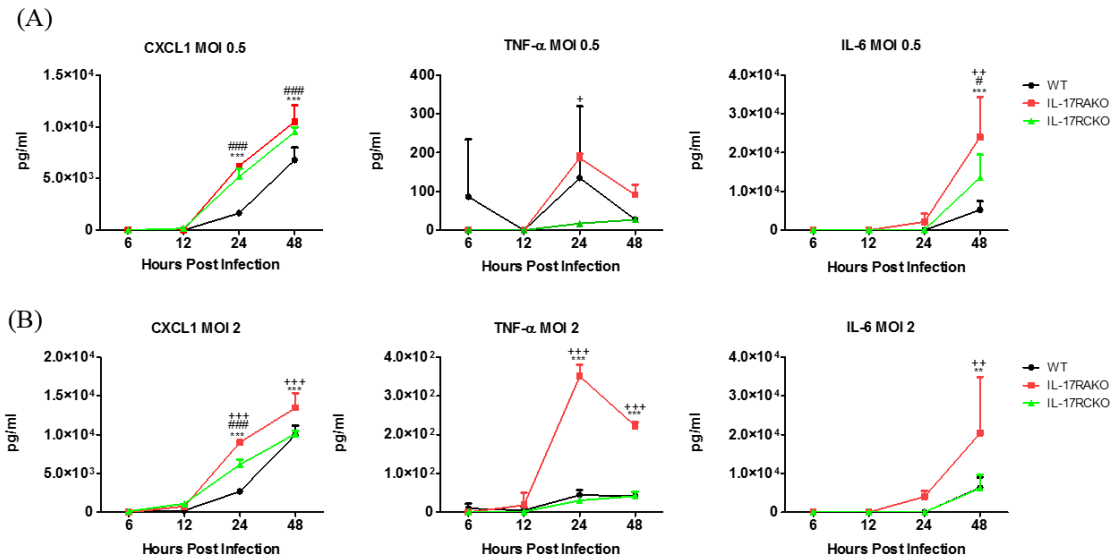 (A)
CXCL1 MOI 0.5
TNF-α MOI 0.5
IL-6 MOI 0.5
1.5×10⁴
1.0×10⁴
5.0×10³
0
pg/ml
###
***
###
***
6 12 24 48
Hours Post Infection
400
300
200
100
0
pg/ml
+
6 12 24 48
Hours Post Infection
4.0×10⁴
3.0×10⁴
2.0×10⁴
1.0×10⁴
0
pg/ml
++
#
***
6 12 24 48
Hours Post Infection
WT
IL-17RAKO
IL-17RCKO
(B)
CXCL1 MOI 2
TNF-α MOI 2
IL-6 MOI 2
2.0×10⁴
1.5×10⁴
1.0×10⁴
5.0×10³
0
pg/ml
+++
###
***
+++
***
6 12 24 48
Hours Post Infection
4.0×10²
2.0×10²
0
pg/ml
+++
***
+++
***
6 12 24 48
Hours Post Infection
4.0×10⁴
3.0×10⁴
2.0×10⁴
1.0×10⁴
0
pg/ml
++
**
6 12 24 48
Hours Post Infection
WT
IL-17RAKO
IL-17RCKO